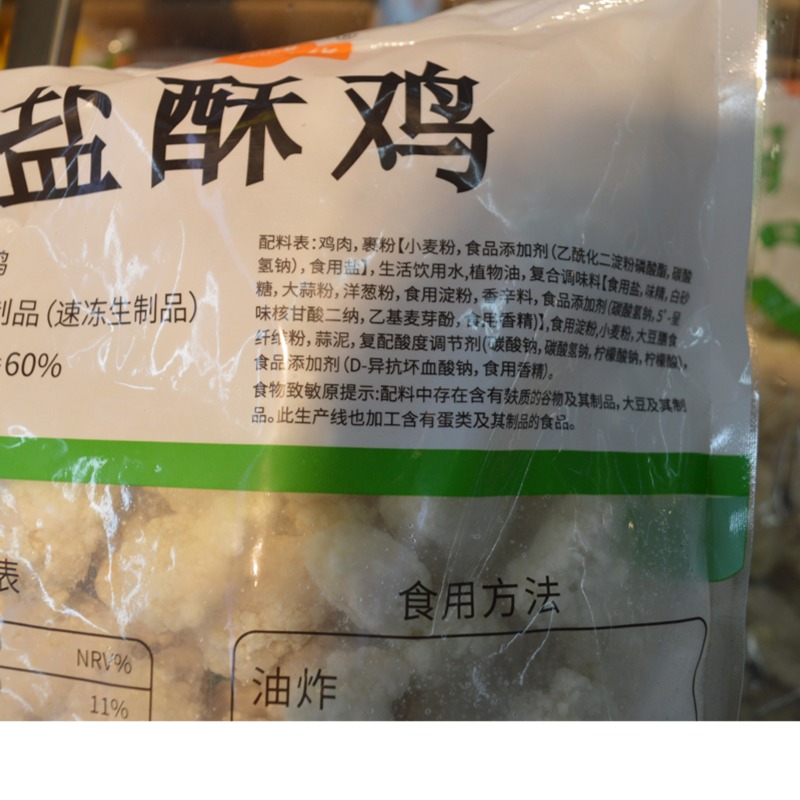 盐酥鸡
鸡
制品（速冻生制品）
60%
配料表：鸡肉，裹粉【小麦粉，食品添加剂（乙酰化二淀粉磷酸酯，碳酸
氢钠），食用盐】，生活饮用水,植物油，复合调味料【食用盐，味精，白砂
糖，大蒜粉，洋葱粉，食用淀粉，香辛料，食品添加剂（碳酸氢钠，5'-呈
味核甘酸二纳，乙基麦芽酚，食用香精）】，食用淀粉，小麦粉，大豆膳食
纤维粉，蒜泥，复配酸度调节剂（碳酸钠，碳酸氢钠，柠檬酸钠，柠檬酸），
食品添加剂（D-异抗坏血酸钠，食用香精）。
食物致敏原提示：配料中存在含有麸质的谷物及其制品，大豆及其制
品。此生产线也加工含有蛋类及其制品的食品。
表
NRV%
11%
食用方法
油炸